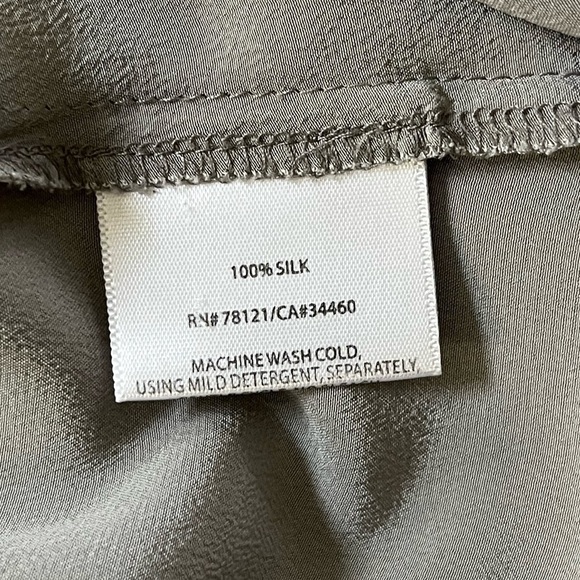 100% SILK
RN# 78121/CA#34460
MACHINE WASH COLD,
USING MILD DETERGENT, SEPARATELY